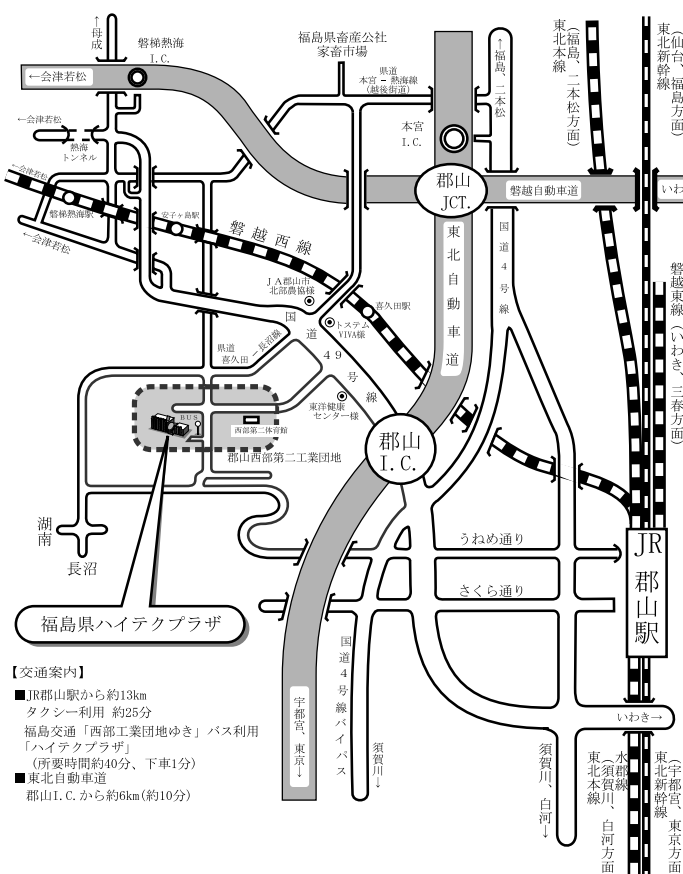 ←母成
磐梯熱海
I.C.
←会津若松
←会津若松
熱海
トンネル
←会津若松
磐梯熱海駅
安子ヶ島駅
←会津若松
磐越西線
福島県畜産公社
家畜市場
県道
本宮－熱海線
(越後街道)
←福島、二本松
本宮
I.C.
(福島、二本松方面)
東北本線
(仙台、福島方面)
東北新幹線
郡山
JCT.
磐越自動車道
いわ
東北自動車道
国道4号線
磐越東線(いわき、三春方面)
ＪＡ郡山市
北部農協様
喜久田駅
トステム
VIVA様
国道49号線
県道
喜久田－長沼線
東洋健康
センター様
BUS
西部第二体育館
郡山西部第二工業団地
郡山
I.C.
湖南
長沼
うねめ通り
さくら通り
JR
郡山駅
福島県ハイテクプラザ
国道4号線バイパス
宇都宮、東京→
須賀川→
須賀川、白河→
いわき→
水郡線
東北本線
(須賀川、白河方面)
東北新幹線
(宇都宮、東京方面)
【交通案内】
■JR郡山駅から約13km
タクシー利用 約25分
福島交通「西部工業団地ゆき」バス利用
「ハイテクプラザ」
(所要時間約40分、下車1分)
■東北自動車道
郡山I.C.から約6km(約10分)